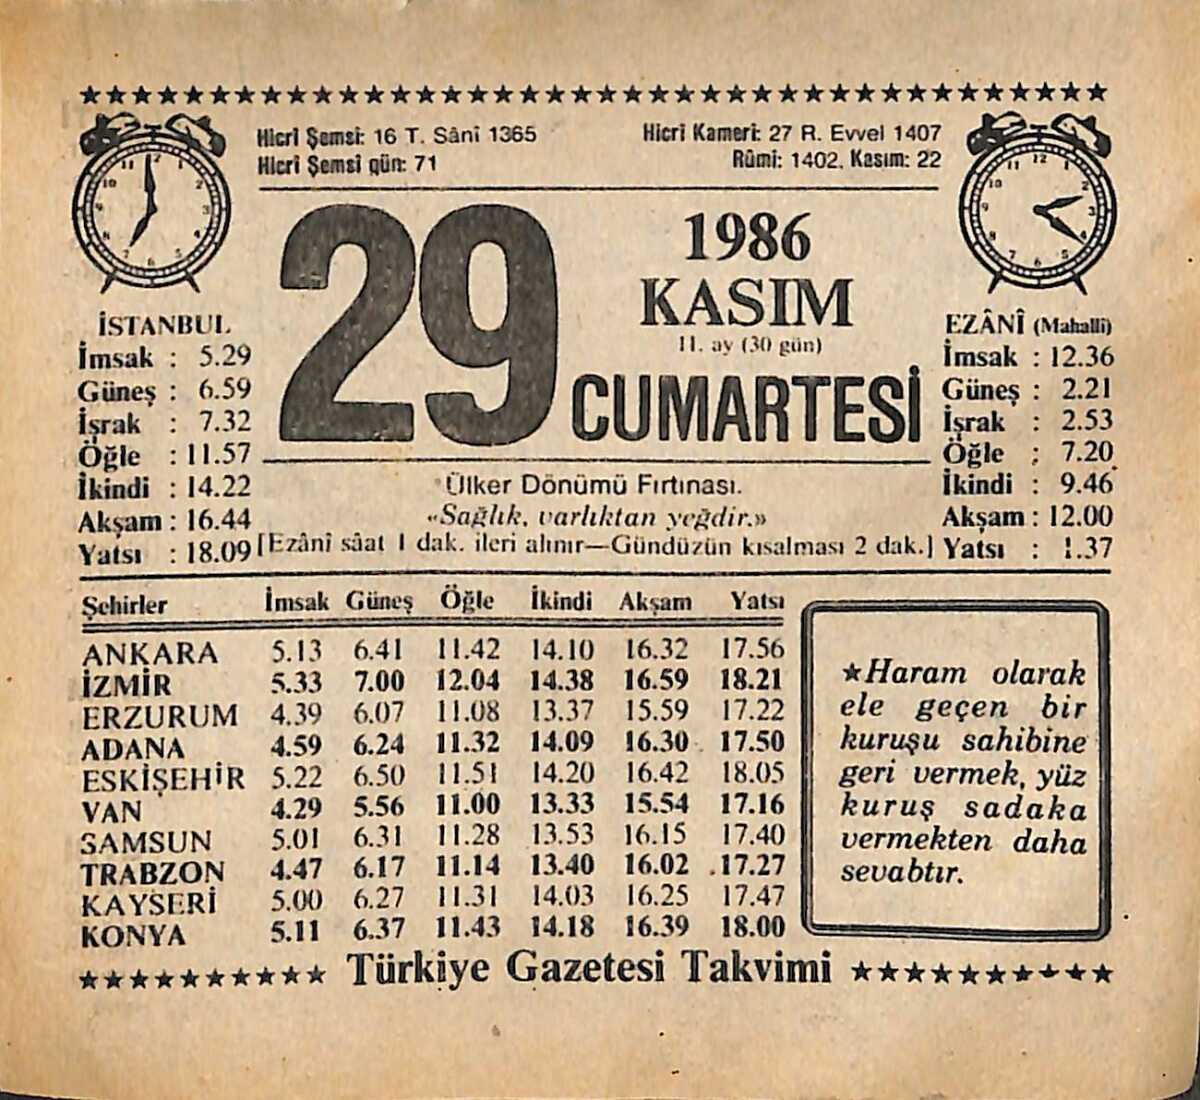 Hicrî Şemsî: 16 T. Sânî 1365
Hicrî Şemsî gün: 71
Hicrî Kamerî: 27 R. Evvel 1407
Rûmi: 1402, Kasım: 22
29
1986
KASIM
11. ay (30 gün)
CUMARTESİ
İSTANBUL
İmsak : 5.29
Güneş : 6.59
İşrak : 7.32
Öğle : 11.57
İkindi : 14.22
Akşam : 16.44
Yatsı : 18.09
EZÂNÎ (Mahallî)
İmsak : 12.36
Güneş : 2.21
İşrak : 2.53
Öğle : 7.20
İkindi : 9.46
Akşam : 12.00
Yatsı : 1.37
Ülker Dönümü Fırtınası.
«Sağlık, varlıktan yeğdir.»
[Ezânî sâat 1 dak. ileri alınır—Gündüzün kısalması 2 dak.]
Şehirler İmsak Güneş Öğle İkindi Akşam Yatsı
ANKARA 5.13 6.41 11.42 14.10 16.32 17.56
İZMİR 5.33 7.00 12.04 14.38 16.59 18.21
ERZURUM 4.39 6.07 11.08 13.37 15.59 17.22
ADANA 4.59 6.24 11.32 14.09 16.30 17.50
ESKİŞEHİR 5.22 6.50 11.51 14.20 16.42 18.05
VAN 4.29 5.56 11.00 13.33 15.54 17.16
SAMSUN 5.01 6.31 11.28 13.53 16.15 17.40
TRABZON 4.47 6.17 11.14 13.40 16.02 17.27
KAYSERİ 5.00 6.27 11.31 14.03 16.25 17.47
KONYA 5.11 6.37 11.43 14.18 16.39 18.00
★Haram olarak
ele geçen bir
kuruşu sahibine
geri vermek, yüz
kuruş sadaka
vermekten daha
sevabtır.
★★★★★★★★★★ Türkiye Gazetesi Takvimi ★★★★★★★★★★